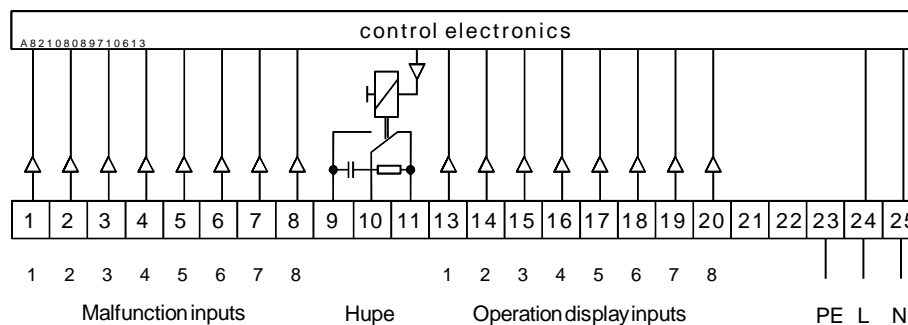 control electronics
A82108089710613
1 2 3 4 5 6 7 8 9 10 11 13 14 15 16 17 18 19 20 21 22 23 24 25
1 2 3 4 5 6 7 8 1 2 3 4 5 6 7 8
Malfunction inputs Hupe Operation display inputs PE L N